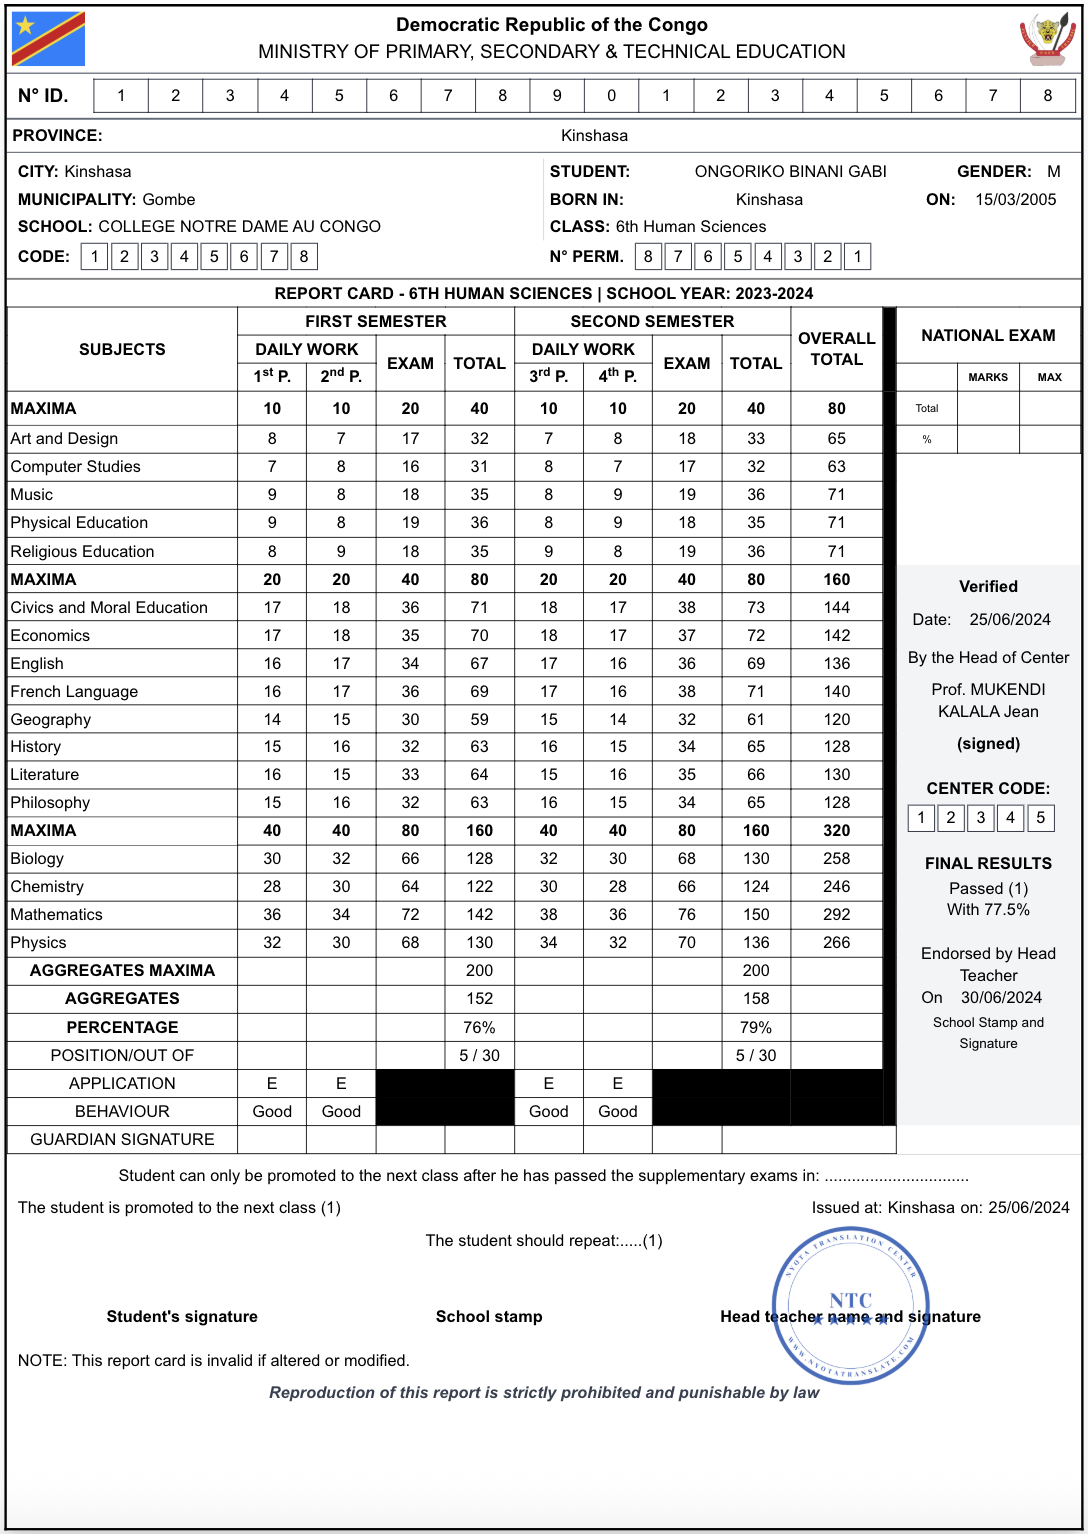 Democratic Republic of the Congo
MINISTRY OF PRIMARY, SECONDARY & TECHNICAL EDUCATION
N° ID. 1 2 3 4 5 6 7 8 9 0 1 2 3 4 5 6 7 8
PROVINCE: Kinshasa
CITY: Kinshasa
MUNICIPALITY: Gombe
SCHOOL: COLLEGE NOTRE DAME AU CONGO
CODE: 1 2 3 4 5 6 7 8
STUDENT: ONGORIKO BINANI GABI GENDER: M
BORN IN: Kinshasa ON: 15/03/2005
CLASS: 6th Human Sciences
N° PERM. 8 7 6 5 4 3 2 1
REPORT CARD - 6TH HUMAN SCIENCES | SCHOOL YEAR: 2023-2024
SUBJECTS FIRST SEMESTER SECOND SEMESTER OVERALL TOTAL
DAILY WORK EXAM TOTAL DAILY WORK EXAM TOTAL
1st P. 2nd P. 3rd P. 4th P.
MAXIMA 10 10 20 40 10 10 20 40 80
Art and Design 8 7 17 32 7 8 18 33 65
Computer Studies 7 8 16 31 8 7 17 32 63
Music 9 8 18 35 8 9 19 36 71
Physical Education 9 8 19 36 8 9 18 35 71
Religious Education 8 9 18 35 9 8 19 36 71
MAXIMA 20 20 40 80 20 20 40 80 160
Civics and Moral Education 17 18 36 71 18 17 38 73 144
Economics 17 18 35 70 18 17 37 72 142
English 16 17 34 67 17 16 36 69 136
French Language 16 17 36 69 17 16 38 71 140
Geography 14 15 30 59 15 14 32 61 120
History 15 16 32 63 16 15 34 65 128
Literature 16 15 33 64 15 16 35 66 130
Philosophy 15 16 32 63 16 15 34 65 128
MAXIMA 40 40 80 160 40 40 80 160 320
Biology 30 32 66 128 32 30 68 130 258
Chemistry 28 30 64 122 30 28 66 124 246
Mathematics 36 34 72 142 38 36 76 150 292
Physics 32 30 68 130 34 32 70 136 266
AGGREGATES MAXIMA 200 200
AGGREGATES 152 158
PERCENTAGE 76% 79%
POSITION/OUT OF 5 / 30 5 / 30
APPLICATION E E E E
BEHAVIOUR Good Good Good Good
GUARDIAN SIGNATURE
NATIONAL EXAM
MARKS MAX
Total
%
Verified
Date: 25/06/2024
By the Head of Center
Prof. MUKENDI
KALALA Jean
(signed)
CENTER CODE:
1 2 3 4 5
FINAL RESULTS
Passed (1)
With 77.5%
Endorsed by Head
Teacher
On 30/06/2024
School Stamp and
Signature
Student can only be promoted to the next class after he has passed the supplementary exams in: ................................
The student is promoted to the next class (1) Issued at: Kinshasa on: 25/06/2024
The student should repeat:.....(1)
Student's signature School stamp Head teacher name and signature
NYOTA TRANSLATION CENTER
NTC
WWW.NYOTATRANSLATE.COM
NOTE: This report card is invalid if altered or modified.
Reproduction of this report is strictly prohibited and punishable by law